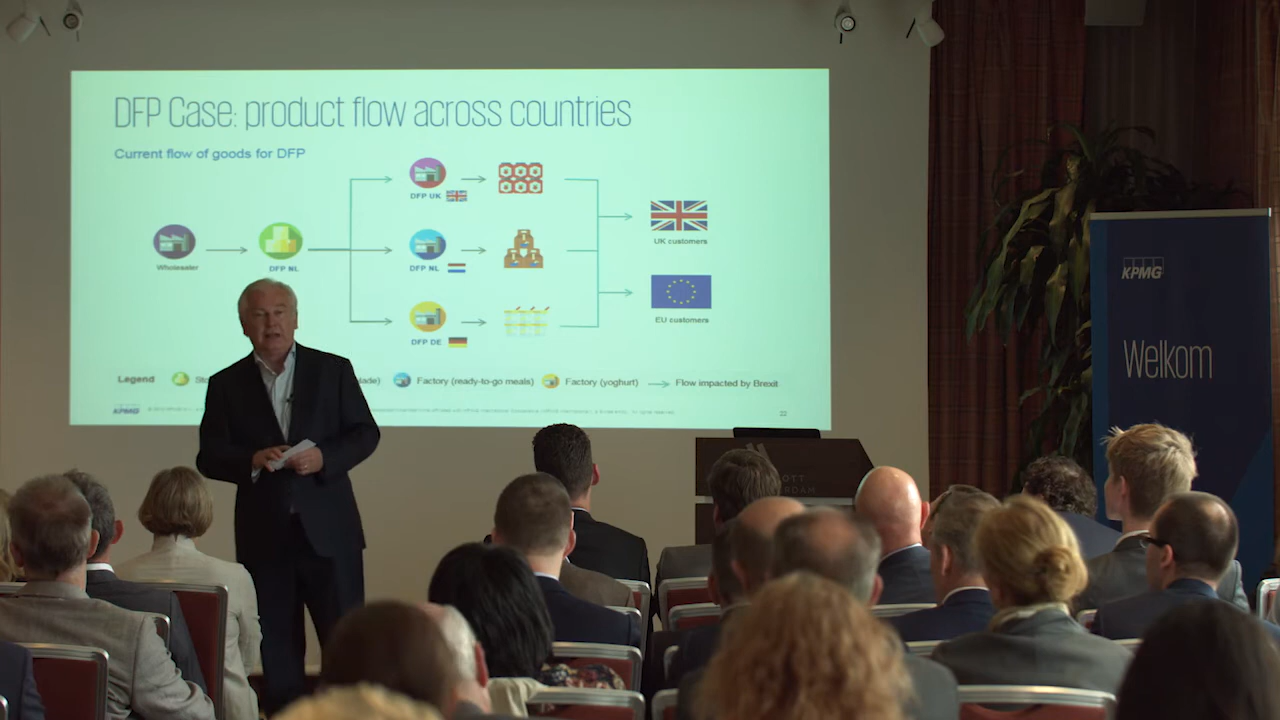 DFP Case: product flow across countries
Current flow of goods for DFP
DFP UK
UK customers
Wholesaler
DFP NL
DFP NL
EU customers
DFP DE
Legend
Factory (ready-to-go meals)
Factory (yoghurt)
Flow impacted by Brexit
KPMG
22
KPMG
Welkom